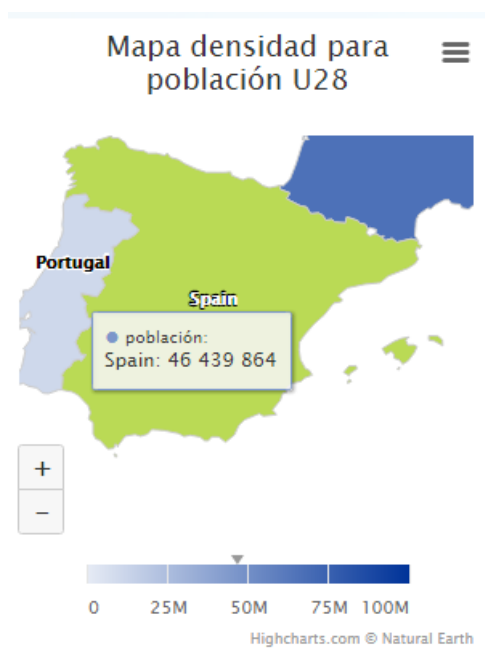 Mapa densidad para
población U28
Portugal
Spain
población:
Spain: 46 439 864
+
−
0 25M 50M 75M 100M
Highcharts.com © Natural Earth